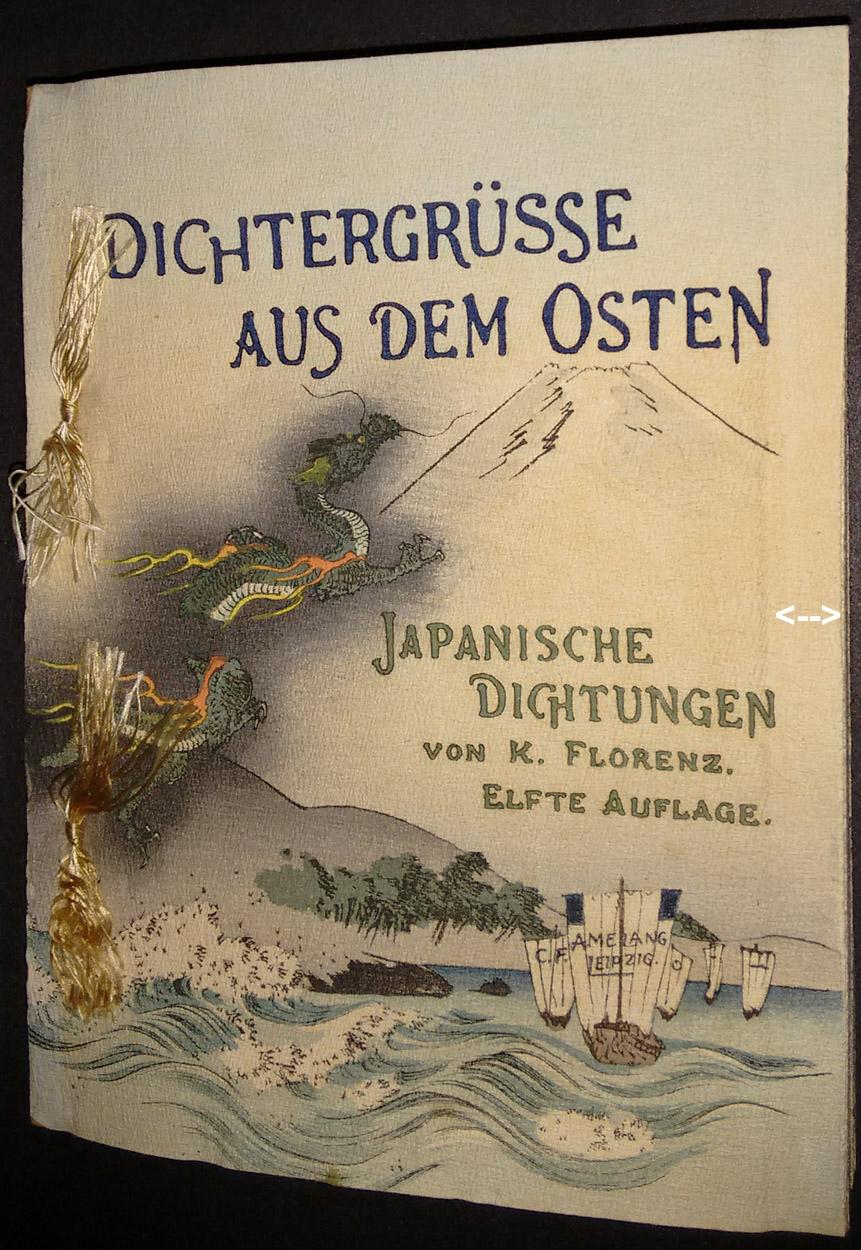 DICHTERGRÜSSE
AUS DEM OSTEN
<-->
JAPANISCHE
DICHTUNGEN
VON K. FLORENZ.
ELFTE AUFLAGE.
C. F. AMELANG
LEIPZIG.